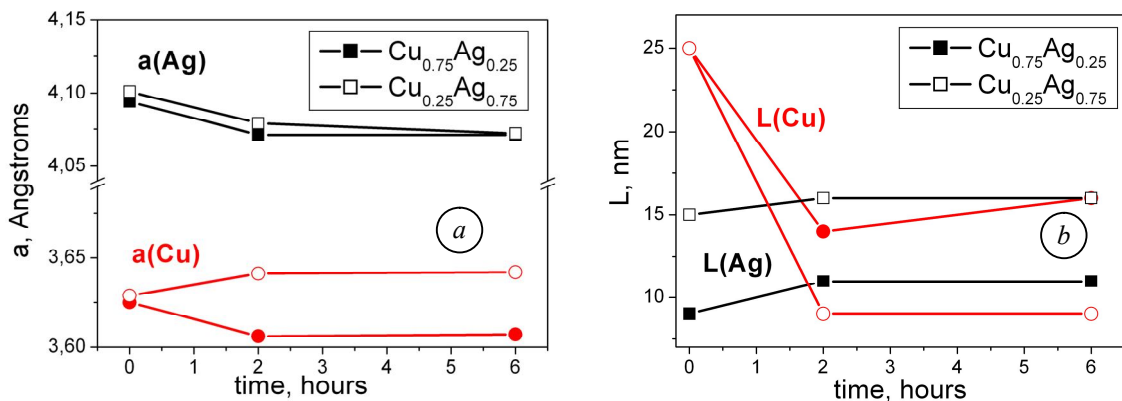 4,15
4,10
4,05
3,65
3,60
a, Angstroms
a(Ag)
a(Cu)
Cu0.75Ag0.25
Cu0.25Ag0.75
a
0 1 2 3 4 5 6
time, hours
25
20
15
10
L, nm
L(Cu)
L(Ag)
Cu0.75Ag0.25
Cu0.25Ag0.75
b
0 1 2 3 4 5 6
time, hours